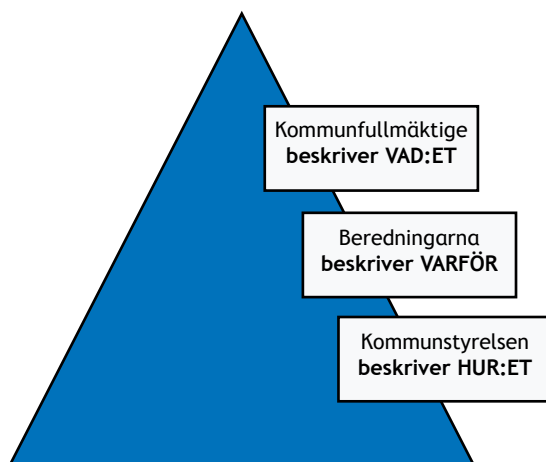 Kommunfullmäktige
beskriver VAD:ET
Beredningarna
beskriver VARFÖR
Kommunstyrelsen
beskriver HUR:ET